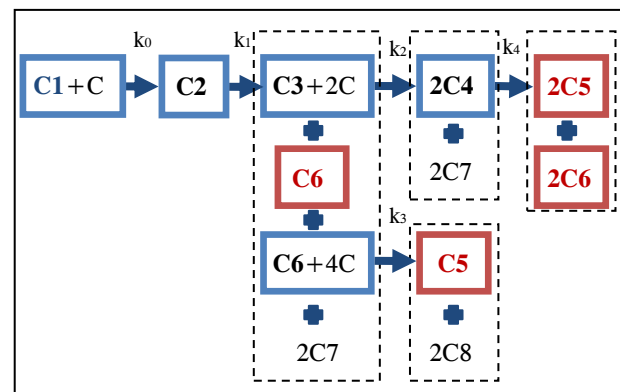 k₀ k₁ k₂ k₄
C1+C C2 C3+2C 2C4 2C5
C6 2C7 2C6
k₃
C6+4C C5
2C7 2C8